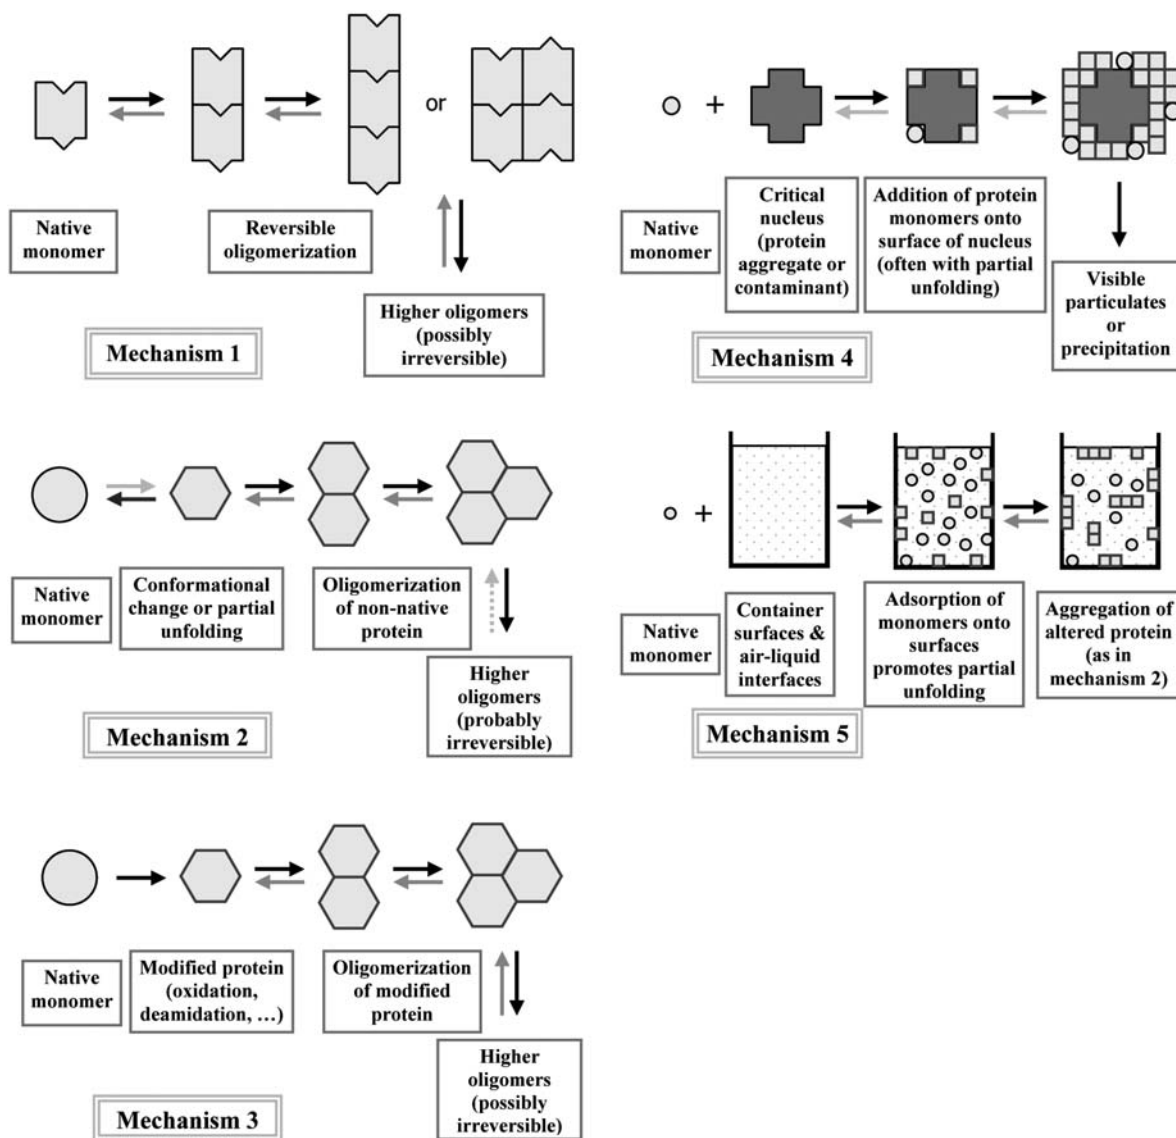 or
Native
monomer
Reversible
oligomerization
Higher oligomers
(possibly
irreversible)
Mechanism 1
Native
monomer
Conformational
change or partial
unfolding
Oligomerization
of non-native
protein
Higher
oligomers
(probably
irreversible)
Mechanism 2
Native
monomer
Modified protein
(oxidation,
deamidation, …)
Oligomerization
of modified
protein
Higher
oligomers
(possibly
irreversible)
Mechanism 3
+
Native
monomer
Critical
nucleus
(protein
aggregate or
contaminant)
Addition of protein
monomers onto
surface of nucleus
(often with partial
unfolding)
Visible
particulates
or
precipitation
Mechanism 4
+
Native
monomer
Container
surfaces &
air-liquid
interfaces
Adsorption of
monomers onto
surfaces
promotes partial
unfolding
Aggregation of
altered protein
(as in
mechanism 2)
Mechanism 5